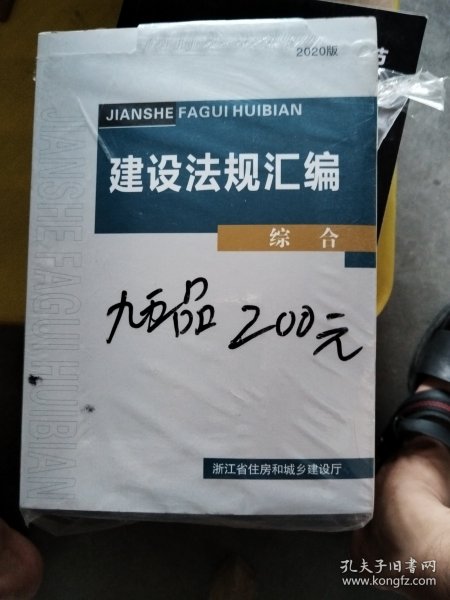 2020版
节
JIANSHE FAGUI HUIBIAN
建设法规汇编
综 合
JIANSHE FAGUI HUIBIAN
九五品 200元
浙江省住房和城乡建设厅
孔夫子旧书网
www.kongfz.com